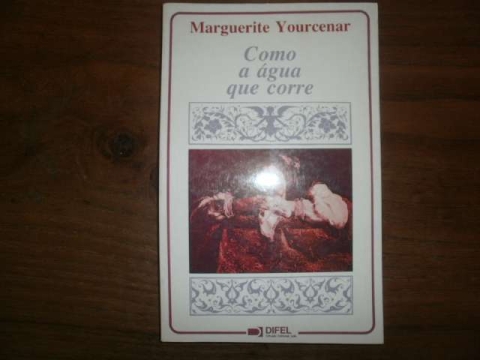 Marguerite Yourcenar
Como
a água
que corre
DIFEL